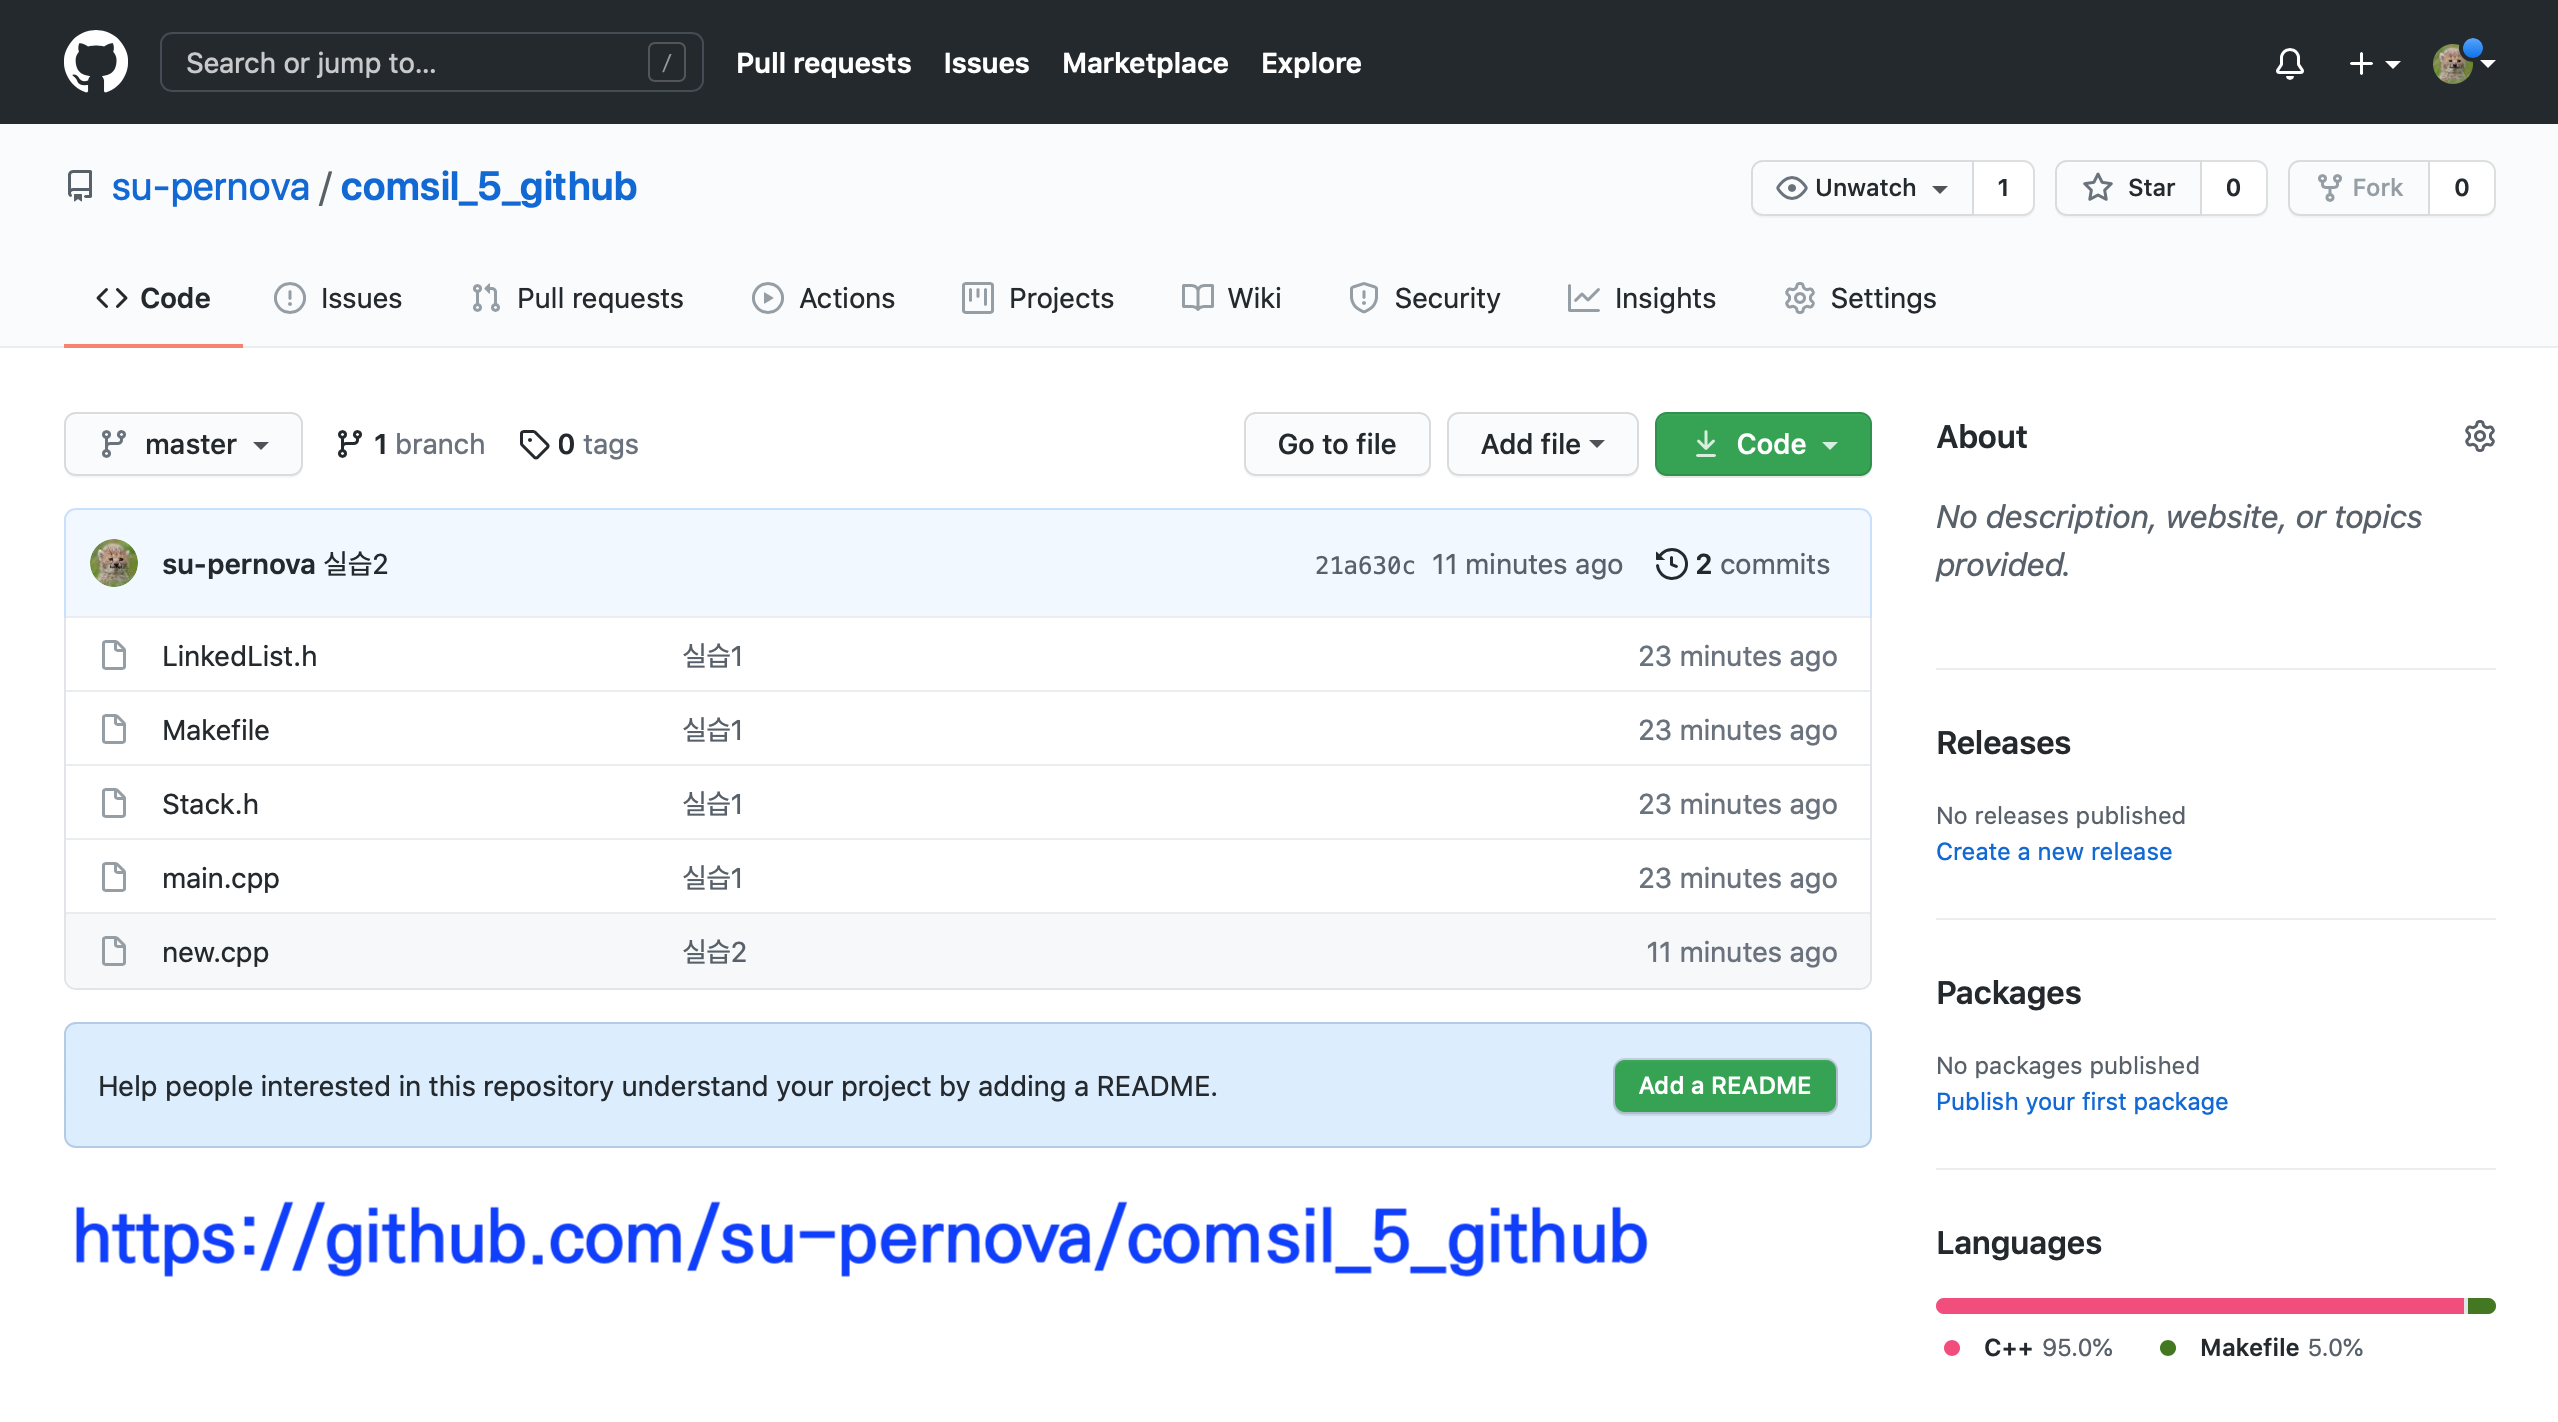 Search or jump to... /
Pull requests Issues Marketplace Explore
su-pernova / comsil_5_github
Unwatch 1 Star 0 Fork 0
Code Issues Pull requests Actions Projects Wiki Security Insights Settings
master 1 branch 0 tags
Go to file Add file Code
su-pernova 실습2 21a630c 11 minutes ago 2 commits
LinkedList.h 실습1 23 minutes ago
Makefile 실습1 23 minutes ago
Stack.h 실습1 23 minutes ago
main.cpp 실습1 23 minutes ago
new.cpp 실습2 11 minutes ago
Help people interested in this repository understand your project by adding a README. Add a README
https://github.com/su-pernova/comsil_5_github
About
No description, website, or topics
provided.
Releases
No releases published
Create a new release
Packages
No packages published
Publish your first package
Languages
C++ 95.0% Makefile 5.0%